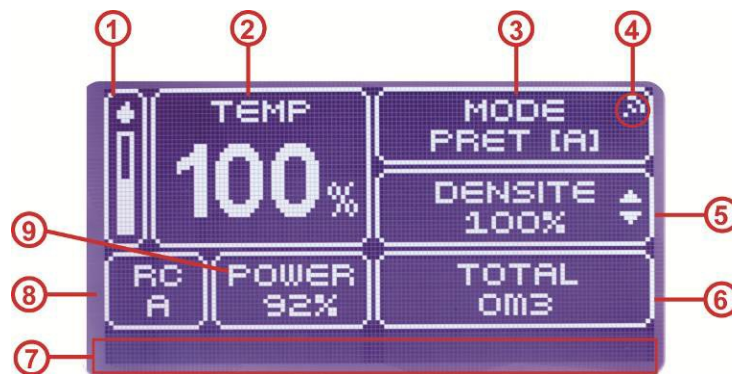 1 2 3 4
TEMP
100%
MODE
PRET [A]
DENSITE
100%
5
9
8
RC
A
POWER
92%
TOTAL
0M3
6
7